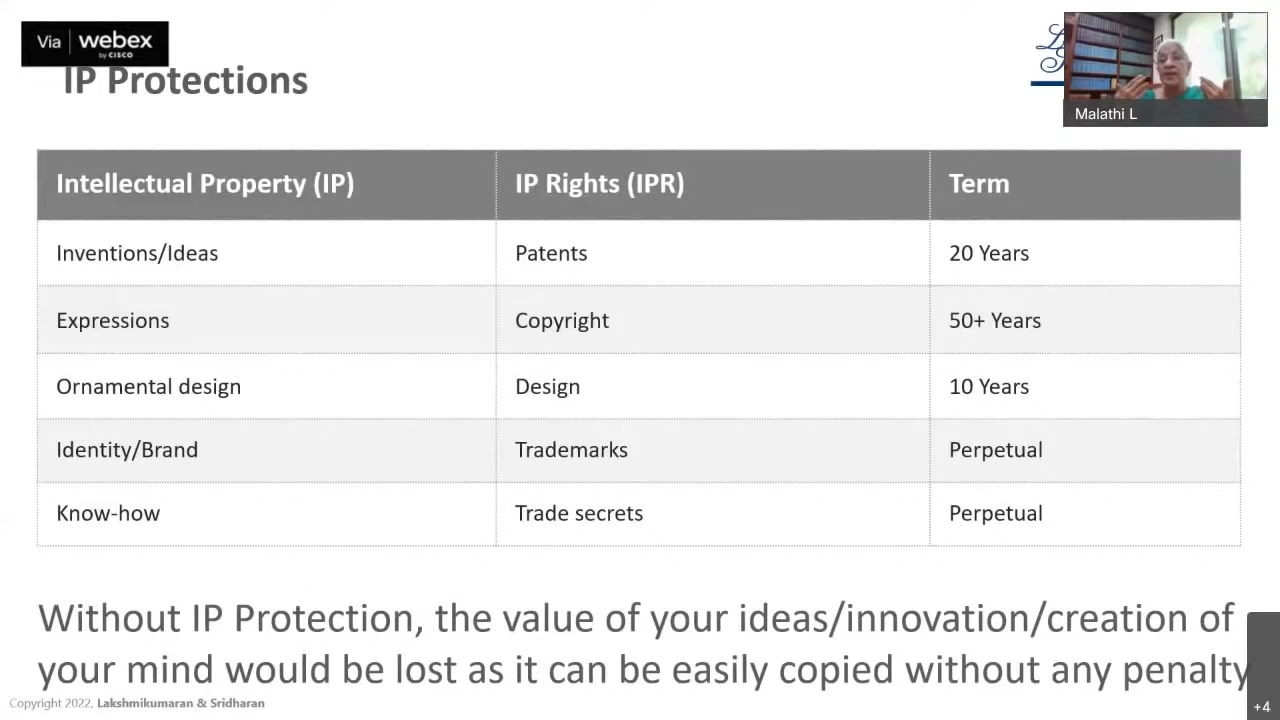 Via webex
by CISCO
IP Protections
Malathi L
Intellectual Property (IP) IP Rights (IPR) Term
Inventions/Ideas Patents 20 Years
Expressions Copyright 50+ Years
Ornamental design Design 10 Years
Identity/Brand Trademarks Perpetual
Know-how Trade secrets Perpetual
Without IP Protection, the value of your ideas/innovation/creation of
your mind would be lost as it can be easily copied without any penalty
Copyright 2022, Lakshmikumaran & Sridharan
+4